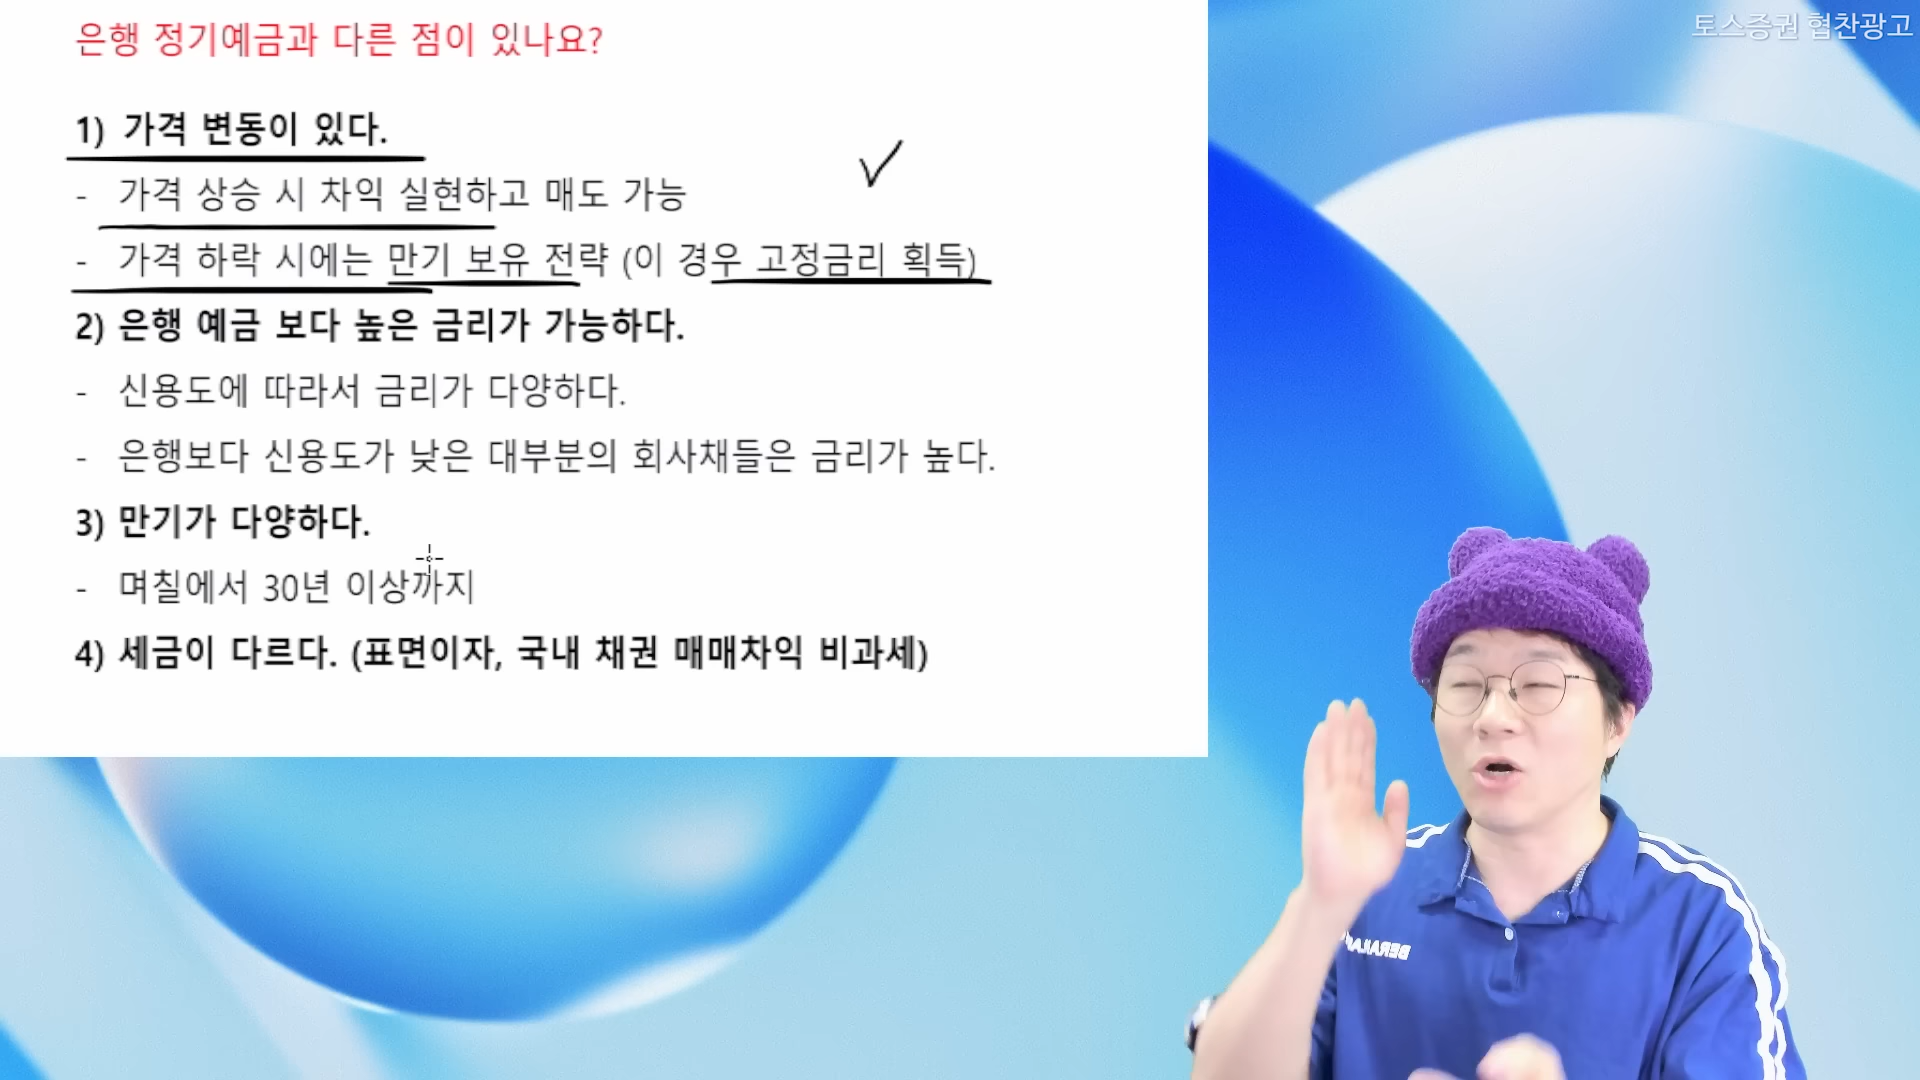 토스증권 협찬광고
은행 정기예금과 다른 점이 있나요?
1) 가격 변동이 있다.
- 가격 상승 시 차익 실현하고 매도 가능
- 가격 하락 시에는 만기 보유 전략 (이 경우 고정금리 획득)
2) 은행 예금 보다 높은 금리가 가능하다.
- 신용도에 따라서 금리가 다양하다.
- 은행보다 신용도가 낮은 대부분의 회사채들은 금리가 높다.
3) 만기가 다양하다.
- 며칠에서 30년 이상까지
4) 세금이 다르다. (표면이자, 국내 채권 매매차익 비과세)